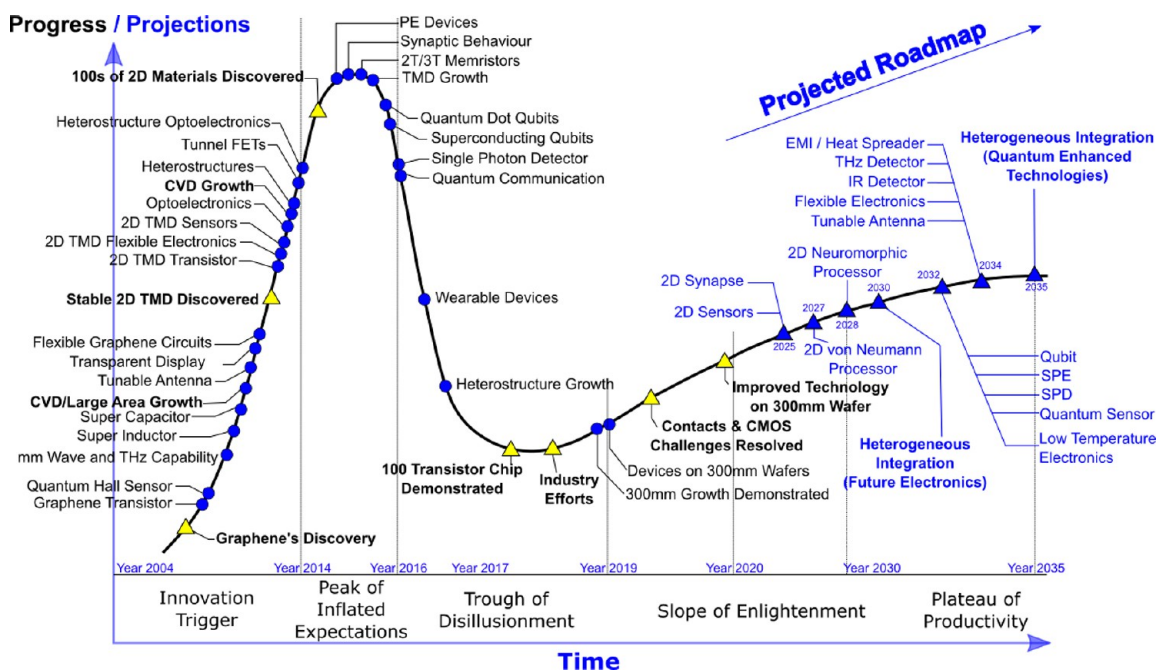 Progress / Projections
PE Devices
Synaptic Behaviour
2T/3T Memristors
TMD Growth
100s of 2D Materials Discovered
Quantum Dot Qubits
Superconducting Qubits
Single Photon Detector
Quantum Communication
Heterostructure Optoelectronics
Tunnel FETs
Heterostructures
CVD Growth
Optoelectronics
2D TMD Sensors
2D TMD Flexible Electronics
2D TMD Transistor
Stable 2D TMD Discovered
Flexible Graphene Circuits
Transparent Display
Tunable Antenna
CVD/Large Area Growth
Super Capacitor
Super Inductor
mm Wave and THz Capability
Quantum Hall Sensor
Graphene Transistor
Graphene's Discovery
Wearable Devices
Heterostructure Growth
100 Transistor Chip
Demonstrated
Industry
Efforts
Devices on 300mm Wafers
300mm Growth Demonstrated
Contacts & CMOS
Challenges Resolved
Improved Technology
on 300mm Wafer
Projected Roadmap
2D Synapse
2D Sensors
2025
2027
2D von Neumann
Processor
2D Neuromorphic
Processor
2028
2030
Heterogeneous
Integration
(Future Electronics)
EMI / Heat Spreader
THz Detector
IR Detector
Flexible Electronics
Tunable Antenna
2032
2034
Qubit
SPE
SPD
Quantum Sensor
Low Temperature
Electronics
Heterogeneous Integration
(Quantum Enhanced
Technologies)
2035
Year 2004
Year 2014
Year 2016
Year 2017
Year 2019
Year 2020
Year 2030
Year 2035
Innovation
Trigger
Peak of
Inflated
Expectations
Trough of
Disillusionment
Slope of Enlightenment
Plateau of
Productivity
Time